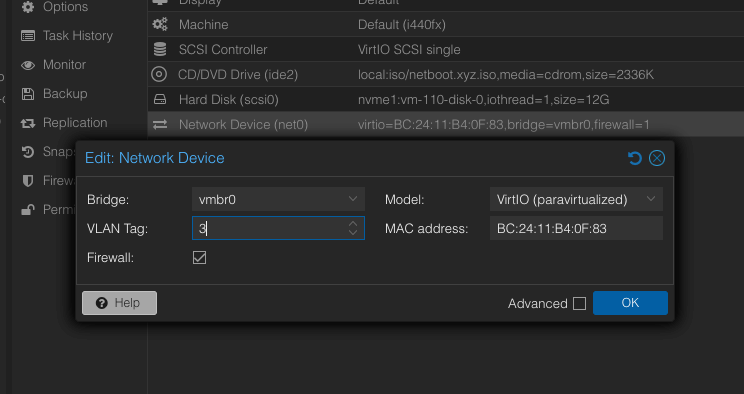 Options
Display Default
Machine Default (i440fx)
Task History
SCSI Controller VirtIO SCSI single
Monitor
CD/DVD Drive (ide2) local:iso/netboot.xyz.iso,media=cdrom,size=2336K
Backup
Hard Disk (scsi0) nvme1:vm-110-disk-0,iothread=1,size=12G
Replication
Network Device (net0) virtio=BC:24:11:B4:0F:83,bridge=vmbr0,firewall=1
Snaps
Firew
Permi
Edit: Network Device
Bridge: vmbr0 Model: VirtIO (paravirtualized)
VLAN Tag: 3 MAC address: BC:24:11:B4:0F:83
Firewall:
Help Advanced OK